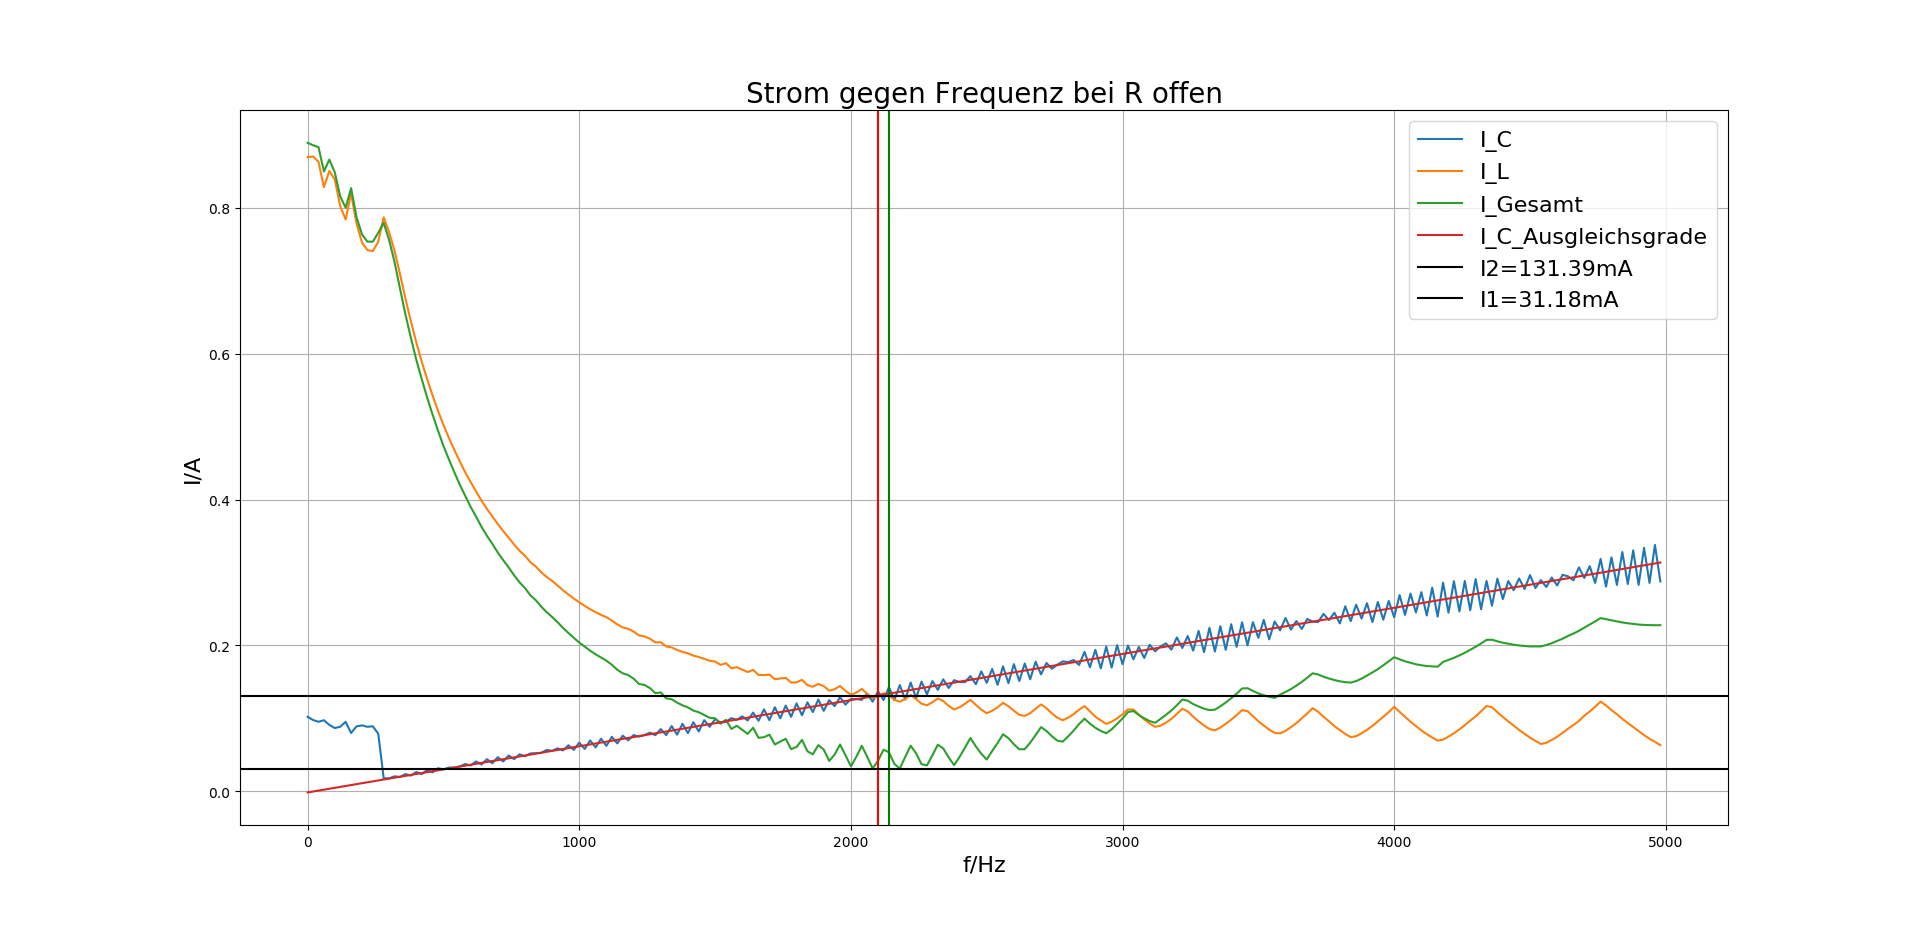 Strom gegen Frequenz bei R offen
I_C
I_L
I_Gesamt
I_C_Ausgleichsgrade
I2=131.39mA
I1=31.18mA
I/A
0.8
0.6
0.4
0.2
0.0
0 1000 2000 3000 4000 5000
f/Hz